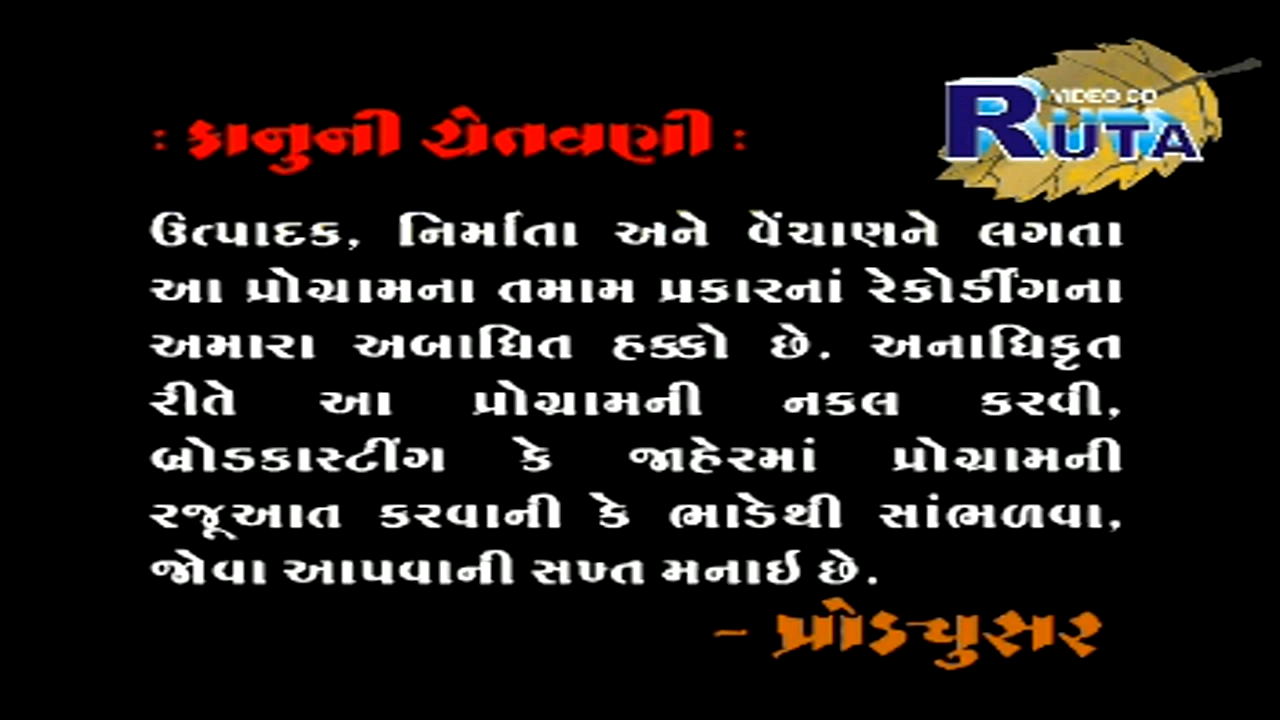 VIDEO CD
RUTA
: કાનુની ચેતવણી :
ઉત્પાદક, નિર્માતા અને વેંચાણને લગતા
આ પ્રોગ્રામના તમામ પ્રકારનાં રેકોર્ડીંગના
અમારા અબાધિત હક્કો છે. અનાધિકૃત
રીતે આ પ્રોગ્રામની નકલ કરવી,
બ્રોડકાસ્ટીંગ કે જાહેરમાં પ્રોગ્રામની
રજૂઆત કરવાની કે ભાડેથી સાંભળવા,
જોવા આપવાની સખ્ત મનાઇ છે.
- પ્રોડ્યુસર